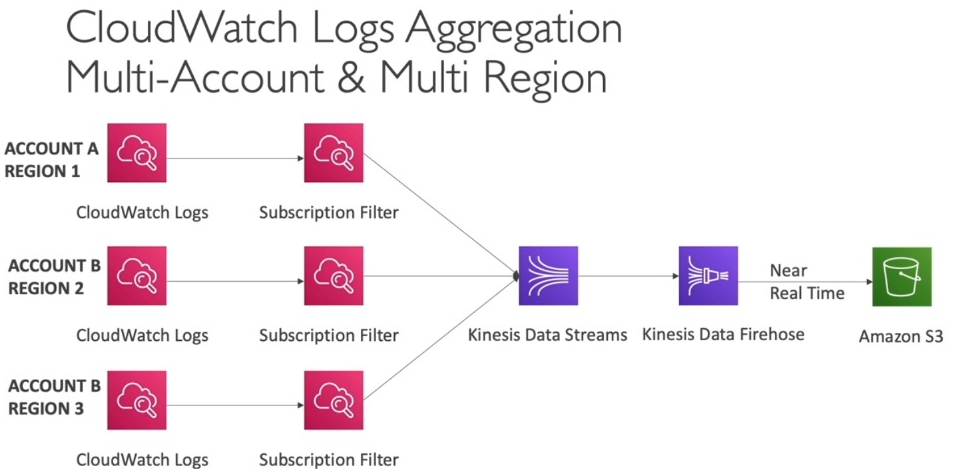 CloudWatch Logs Aggregation
Multi-Account & Multi Region
ACCOUNT A
REGION 1
CloudWatch Logs
Subscription Filter
ACCOUNT B
REGION 2
CloudWatch Logs
Subscription Filter
Kinesis Data Streams
Kinesis Data Firehose
Near
Real Time
Amazon S3
ACCOUNT B
REGION 3
CloudWatch Logs
Subscription Filter